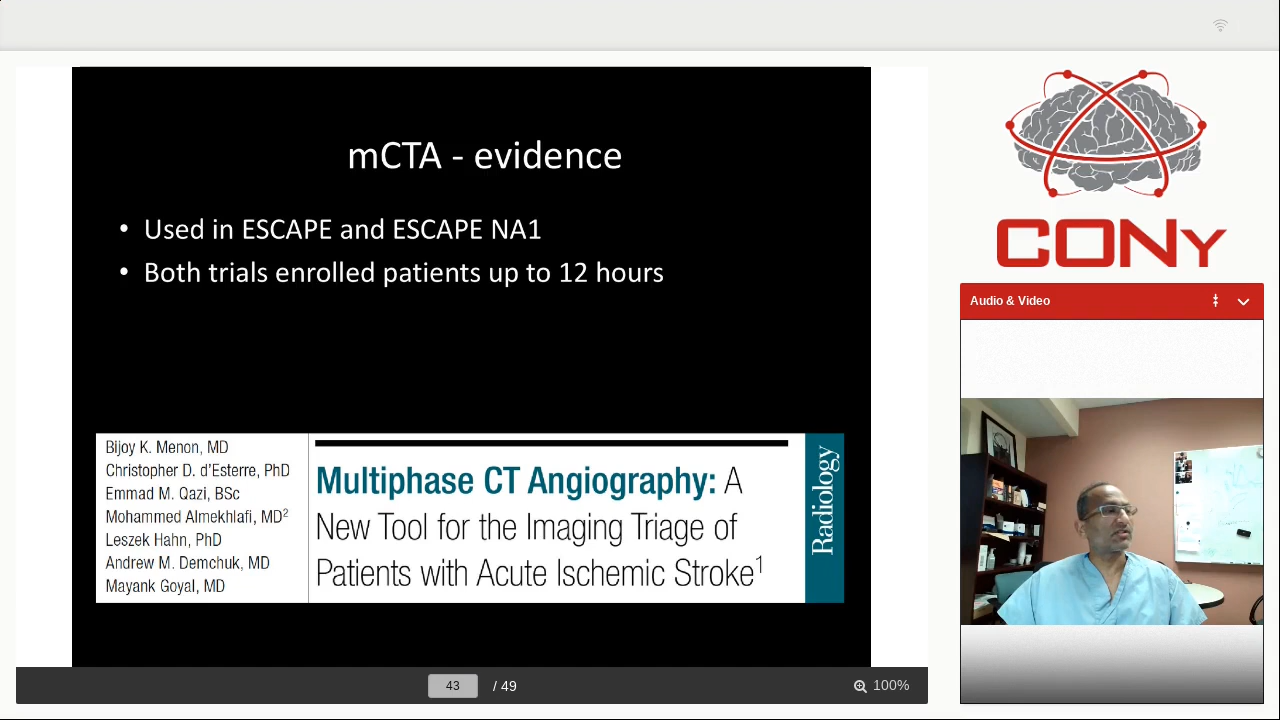 mCTA - evidence
• Used in ESCAPE and ESCAPE NA1
• Both trials enrolled patients up to 12 hours
Bijoy K. Menon, MD
Christopher D. d'Esterre, PhD
Emmad M. Qazi, BSc
Mohammed Almekhlafi, MD²
Leszek Hahn, PhD
Andrew M. Demchuk, MD
Mayank Goyal, MD
Multiphase CT Angiography: A
New Tool for the Imaging Triage of
Patients with Acute Ischemic Stroke¹
Radiology
43 / 49
100%
CONy
Audio & Video